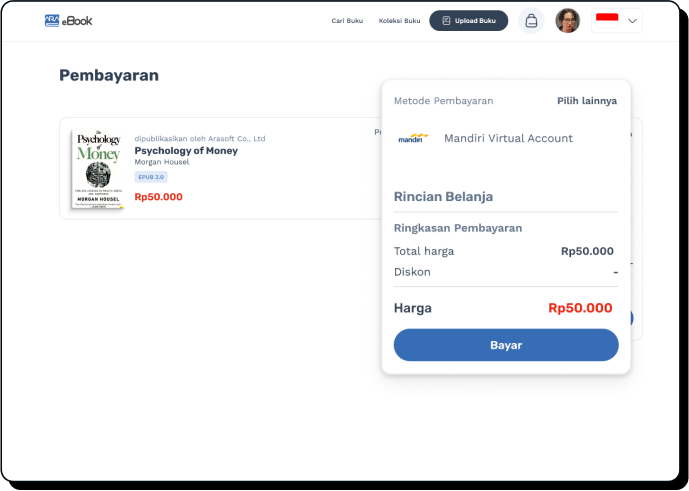 ARA eBook
Cari Buku
Koleksi Buku
Upload Buku
Pembayaran
The
Psychology
of
Money
MORGAN HOUSEL
dipublikasikan oleh Arasoft Co., Ltd
Psychology of Money
Morgan Housel
EPUB 3.0
Rp50.000
Metode Pembayaran
Pilih lainnya
mandiri
Mandiri Virtual Account
Rincian Belanja
Ringkasan Pembayaran
Total harga
Rp50.000
Diskon
-
Harga
Rp50.000
Bayar